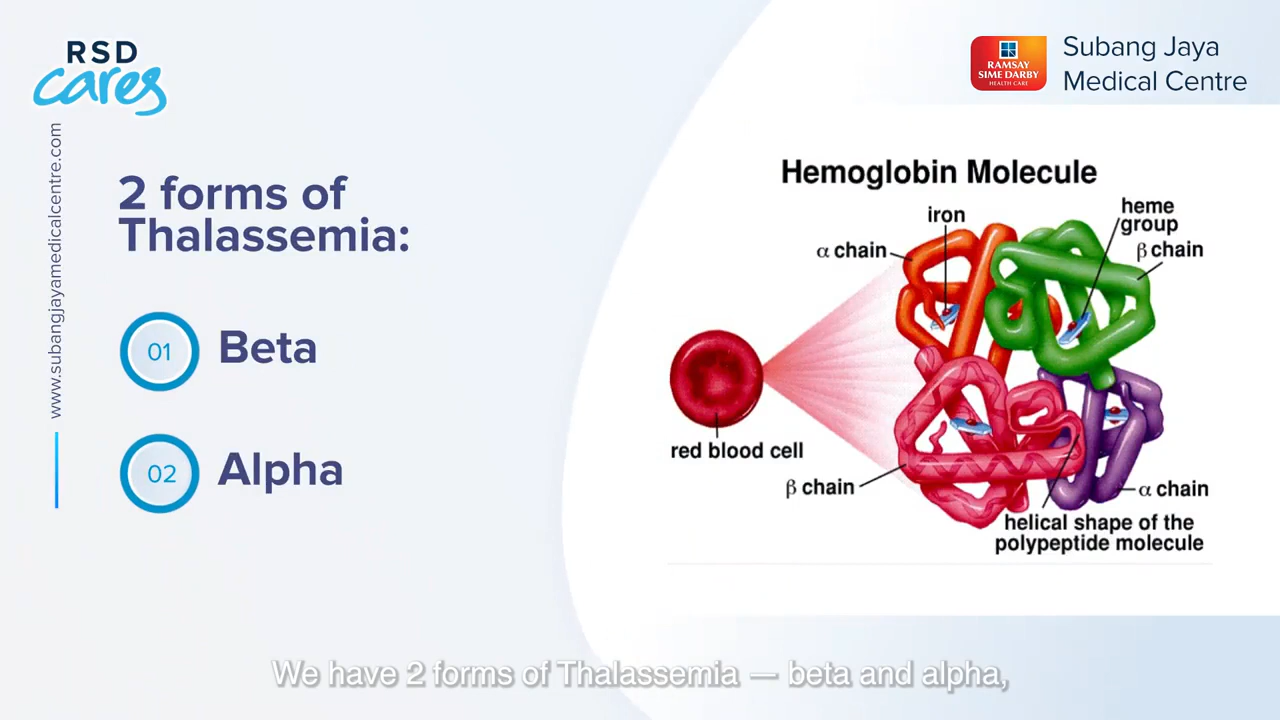 RSD
cares
RAMSAY
SIME DARBY
HEALTH CARE
Subang Jaya
Medical Centre
www.subangjayamedicalcentre.com
2 forms of
Thalassemia:
01 Beta
02 Alpha
Hemoglobin Molecule
iron
heme
group
α chain
β chain
red blood cell
β chain
α chain
helical shape of the
polypeptide molecule
We have 2 forms of Thalassemia — beta and alpha,